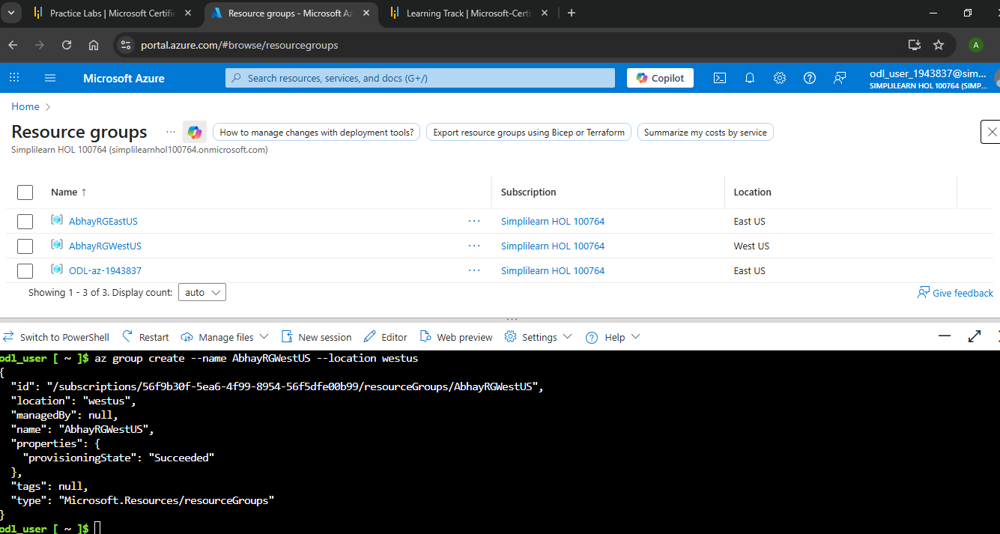 Practice Labs | Microsoft Certifi
Resource groups - Microsoft Az
Learning Track | Microsoft-Certi
portal.azure.com/#browse/resourcegroups
A
Microsoft Azure
Search resources, services, and docs (G+/)
Copilot
odl_user_1943837@sim...
SIMPLILEARN HOL 100764 (SIMP...
Home
Resource groups
...
How to manage changes with deployment tools?
Export resource groups using Bicep or Terraform
Summarize my costs by service
Simplilearn HOL 100764 (simplilearnhol100764.onmicrosoft.com)
Name ↑ Subscription Location
AbhayRGEastUS ... Simplilearn HOL 100764 East US
AbhayRGWestUS ... Simplilearn HOL 100764 West US
ODL-az-1943837 ... Simplilearn HOL 100764 East US
Showing 1 - 3 of 3. Display count: auto
Give feedback
Switch to PowerShell Restart Manage files New session Editor Web preview Settings Help
odl_user [ ~ ]$ az group create --name AbhayRGWestUS --location westus
{
  "id": "/subscriptions/56f9b30f-5ea6-4f99-8954-56f5dfe00b99/resourceGroups/AbhayRGWestUS",
  "location": "westus",
  "managedBy": null,
  "name": "AbhayRGWestUS",
  "properties": {
    "provisioningState": "Succeeded"
  },
  "tags": null,
  "type": "Microsoft.Resources/resourceGroups"
}
odl_user [ ~ ]$